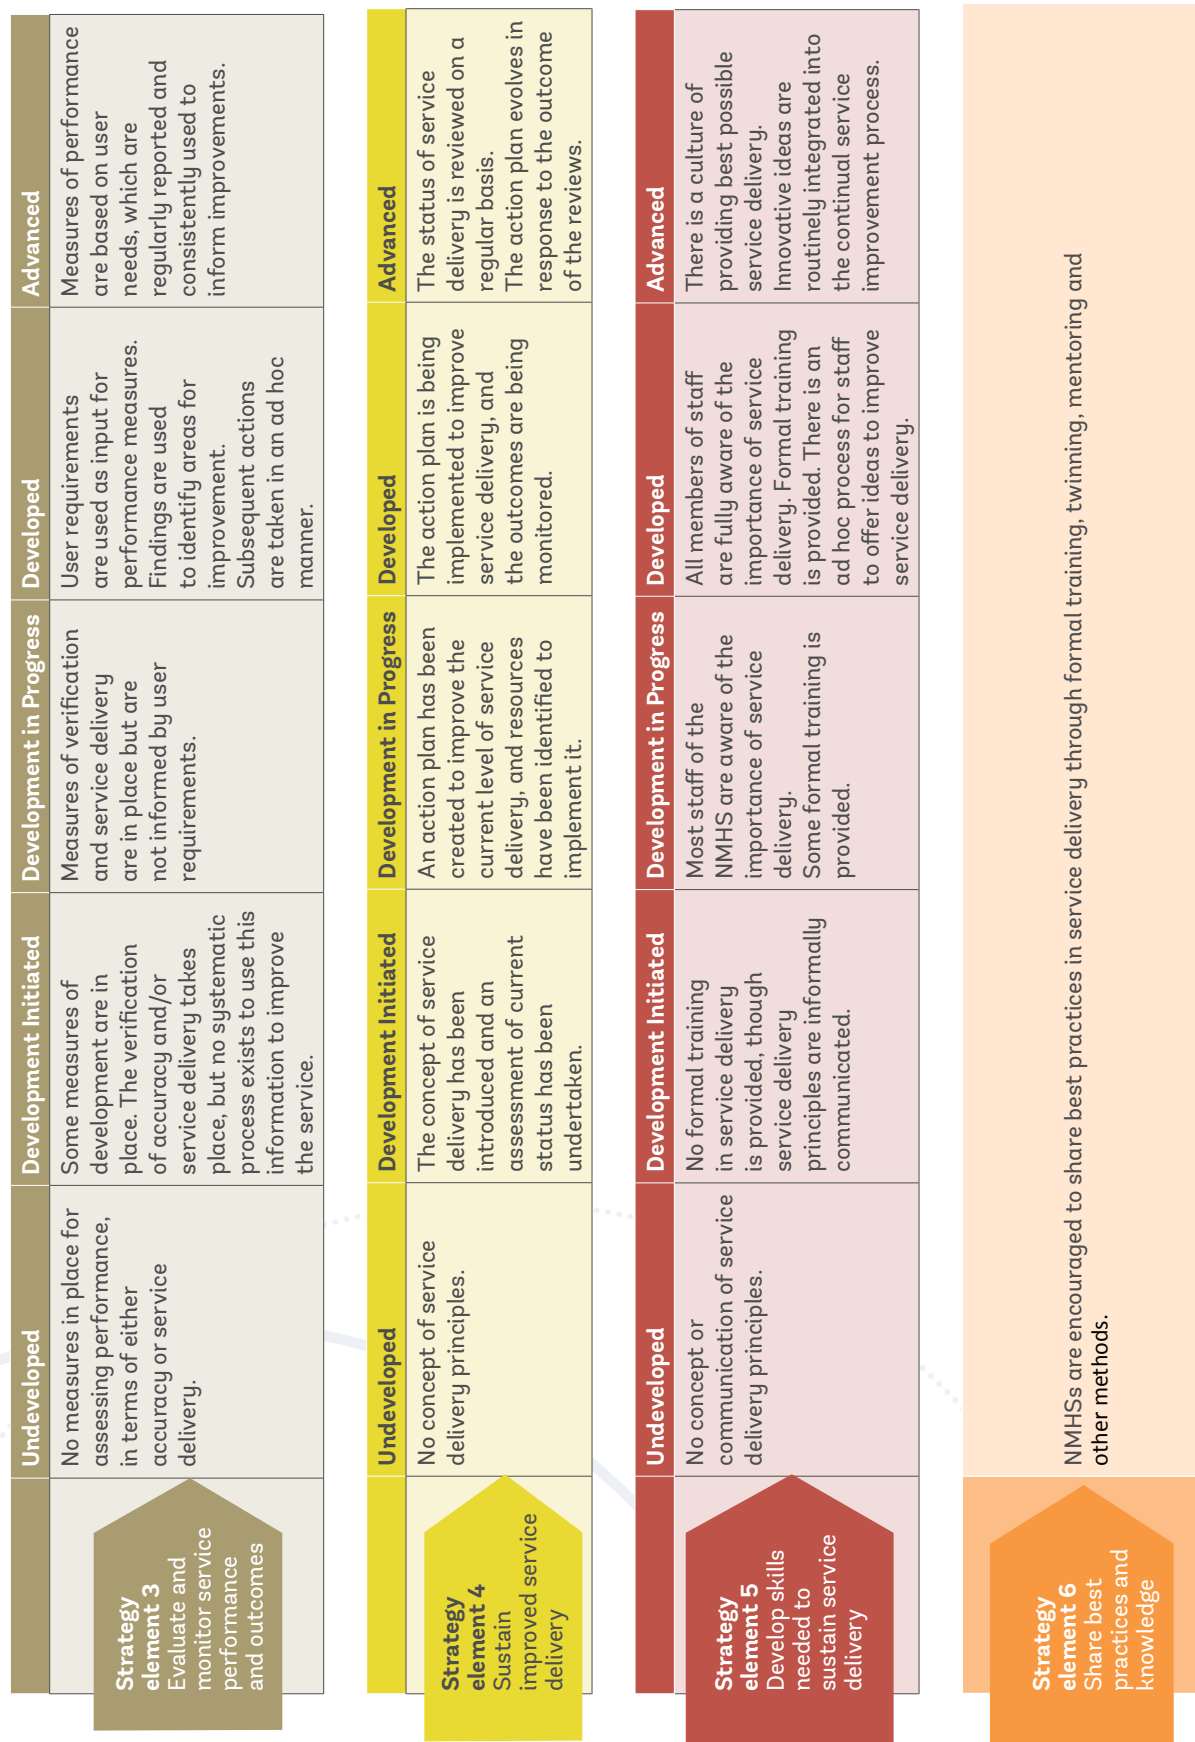 Undeveloped
Development Initiated
Development in Progress
Developed
Advanced
Strategy
element 3
Evaluate and
monitor service
performance
and outcomes
No measures in place for
assessing performance,
in terms of either
accuracy or service
delivery.
Some measures of
development are in
place. The verification
of accuracy and/or
service delivery takes
place, but no systematic
process exists to use this
information to improve
the service.
Measures of verification
and service delivery
are in place but are
not informed by user
requirements.
User requirements
are used as input for
performance measures.
Findings are used
to identify areas for
improvement.
Subsequent actions
are taken in an ad hoc
manner.
Measures of performance
are based on user
needs, which are
regularly reported and
consistently used to
inform improvements.
Undeveloped
Development Initiated
Development in Progress
Developed
Advanced
Strategy
element 4
Sustain
improved service
delivery
No concept of service
delivery principles.
The concept of service
delivery has been
introduced and an
assessment of current
status has been
undertaken.
An action plan has been
created to improve the
current level of service
delivery, and resources
have been identified to
implement it.
The action plan is being
implemented to improve
service delivery, and
the outcomes are being
monitored.
The status of service
delivery is reviewed on a
regular basis.
The action plan evolves in
response to the outcome
of the reviews.
Undeveloped
Development Initiated
Development in Progress
Developed
Advanced
Strategy
element 5
Develop skills
needed to
sustain service
delivery
No concept or
communication of service
delivery principles.
No formal training
in service delivery
is provided, though
service delivery
principles are informally
communicated.
Most staff of the
NMHS are aware of the
importance of service
delivery.
Some formal training is
provided.
All members of staff
are fully aware of the
importance of service
delivery. Formal training
is provided. There is an
ad hoc process for staff
to offer ideas to improve
service delivery.
There is a culture of
providing best possible
service delivery.
Innovative ideas are
routinely integrated into
the continual service
improvement process.
Strategy
element 6
Share best
practices and
knowledge
NMHSs are encouraged to share best practices in service delivery through formal training, twinning, mentoring and
other methods.